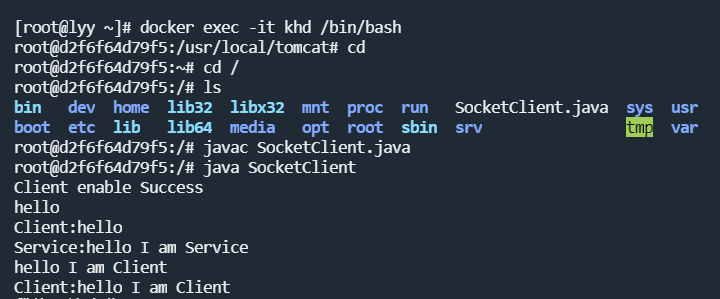 [root@lyy ~]# docker exec -it khd /bin/bash
root@d2f6f64d79f5:/usr/local/tomcat# cd
root@d2f6f64d79f5:~# cd /
root@d2f6f64d79f5:/# ls
bin dev home lib32 libx32 mnt proc run SocketClient.java sys usr
boot etc lib lib64 media opt root sbin srv tmp var
root@d2f6f64d79f5:/# javac SocketClient.java
root@d2f6f64d79f5:/# java SocketClient
Client enable Success
hello
Client:hello
Service:hello I am Service
hello I am Client
Client:hello I am Client